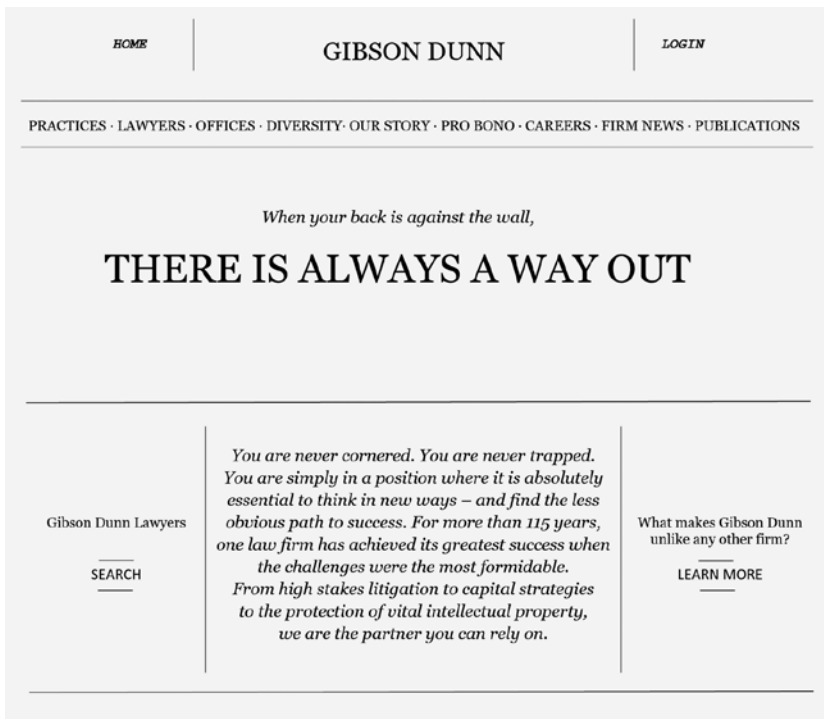 HOME
GIBSON DUNN
LOGIN
PRACTICES · LAWYERS · OFFICES · DIVERSITY· OUR STORY · PRO BONO · CAREERS · FIRM NEWS · PUBLICATIONS
When your back is against the wall,
THERE IS ALWAYS A WAY OUT
Gibson Dunn Lawyers
SEARCH
You are never cornered. You are never trapped.
You are simply in a position where it is absolutely
essential to think in new ways – and find the less
obvious path to success. For more than 115 years,
one law firm has achieved its greatest success when
the challenges were the most formidable.
From high stakes litigation to capital strategies
to the protection of vital intellectual property,
we are the partner you can rely on.
What makes Gibson Dunn
unlike any other firm?
LEARN MORE